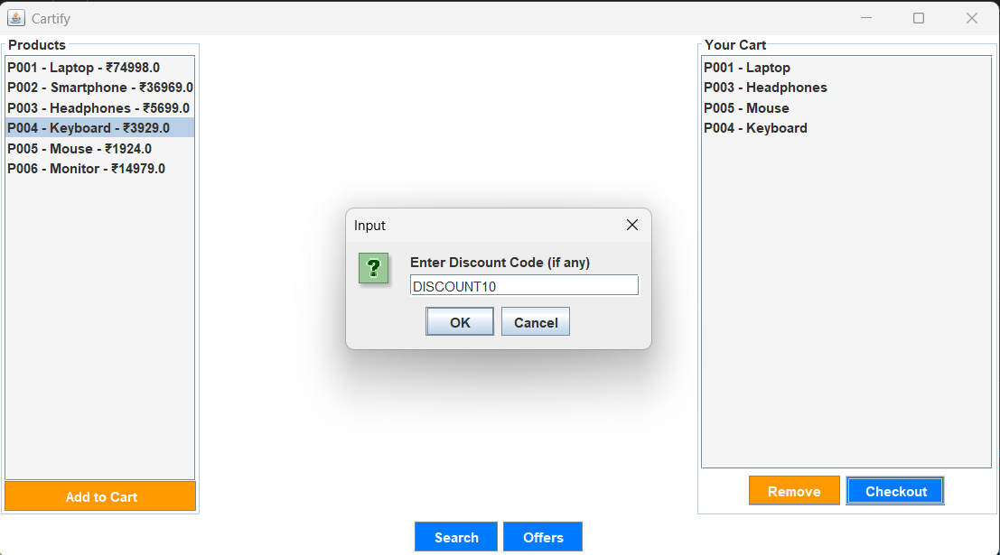 Cartify
Products
P001 - Laptop - ₹74998.0
P002 - Smartphone - ₹36969.0
P003 - Headphones - ₹5699.0
P004 - Keyboard - ₹3929.0
P005 - Mouse - ₹1924.0
P006 - Monitor - ₹14979.0
Add to Cart
Input
?
Enter Discount Code (if any)
DISCOUNT10
OK
Cancel
Your Cart
P001 - Laptop
P003 - Headphones
P005 - Mouse
P004 - Keyboard
Remove
Checkout
Search
Offers